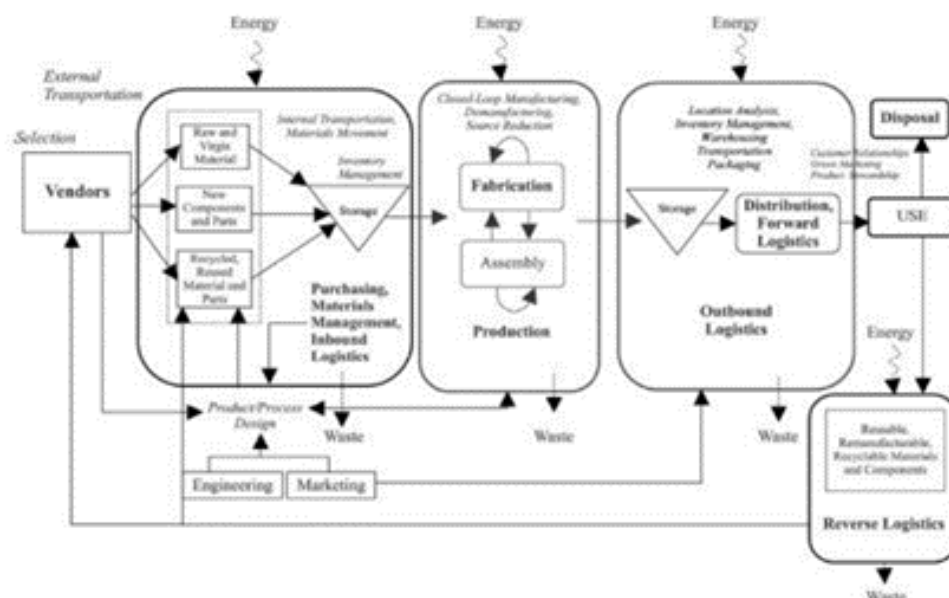 Energy
Energy
Energy
External
Transportation
Selection
Vendors
Raw and
Virgin
Material
New
Components
and Parts
Recycled,
Reused
Material and
Parts
Internal Transportation,
Materials Movement
Inventory
Management
Storage
Purchasing,
Materials
Management,
Inbound
Logistics
Closed-Loop Manufacturing,
Demanufacturing,
Source Reduction
Fabrication
Assembly
Production
Location Analysis,
Inventory Management,
Warehousing
Transportation
Packaging
Storage
Distribution,
Forward
Logistics
Outbound
Logistics
Customer Relationships
Green Marketing
Product Stewardship
Disposal
USE
Energy
Product/Process
Design
Waste
Waste
Waste
Engineering
Marketing
Reusable,
Remanufacturable,
Recyclable Materials
and Components
Reverse Logistics
Waste